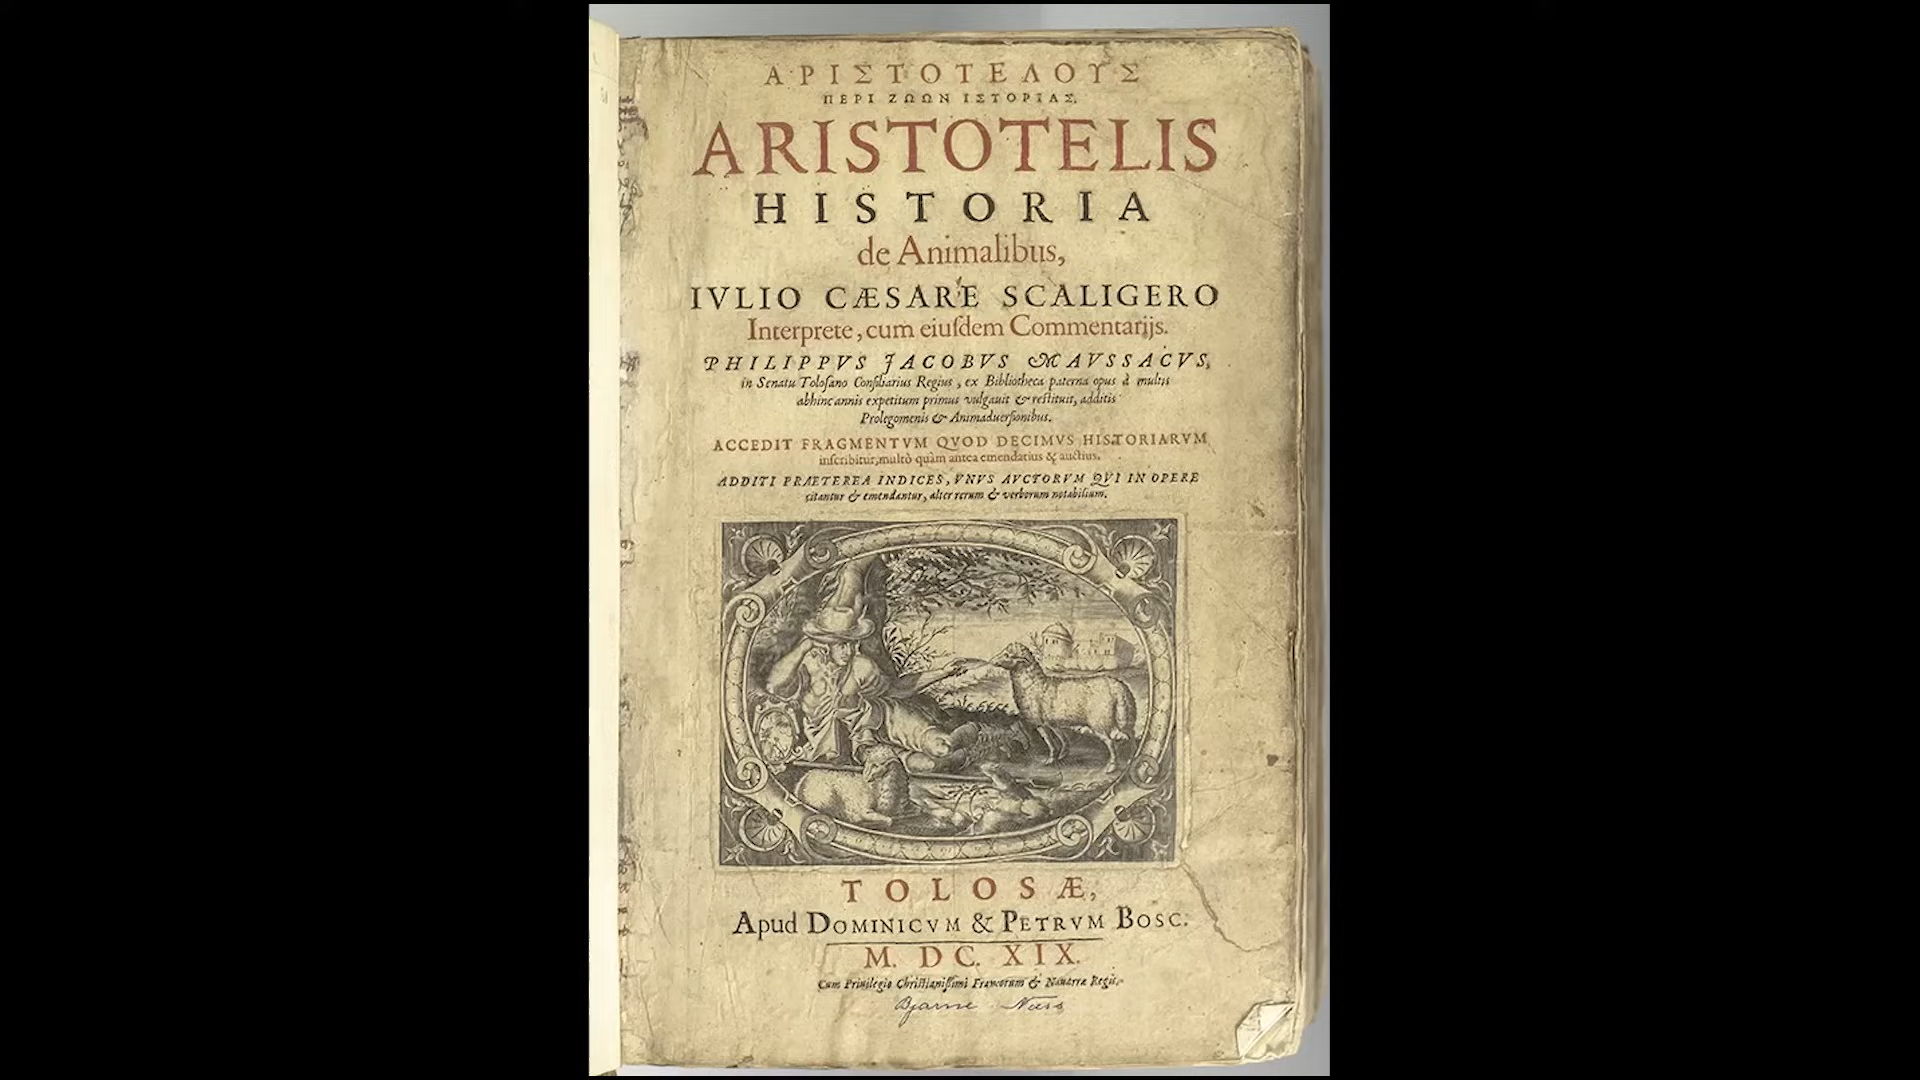 ΑΡΙΣΤΟΤΕΛΟΥΣ
ΠΕΡΙ ΖΩΩΝ ΙΣΤΟΡΙΑΣ.
ARISTOTELIS
HISTORIA
de Animalibus,
IVLIO CÆSARE SCALIGERO
Interprete, cum eiuſdem Commentarijs.
PHILIPPVS JACOBVS MAVSSACVS,
in Senatu Toloſano Conſiliarius Regius, ex Bibliotheca paterna opus à multis
abhinc annis expetitum primus vulgauit & reſtituit, additis
Prolegomenis & Animaduerſionibus.
ACCEDIT FRAGMENTVM QVOD DECIMVS HISTORIARVM
inſcribitur, multò quàm antea emendatius & auctius.
ADDITI PRÆTEREA INDICES, VNVS AVCTORVM QVI IN OPERE
citantur & emendantur, alter rerum & verborum notabilium.
TOLOSÆ,
Apud DOMINICVM & PETRVM BOSC.
M. DC. XIX.
Cum Priuilegio Chriſtianiſſimi Francorum & Nauarræ Regis.
Bjarne Næss